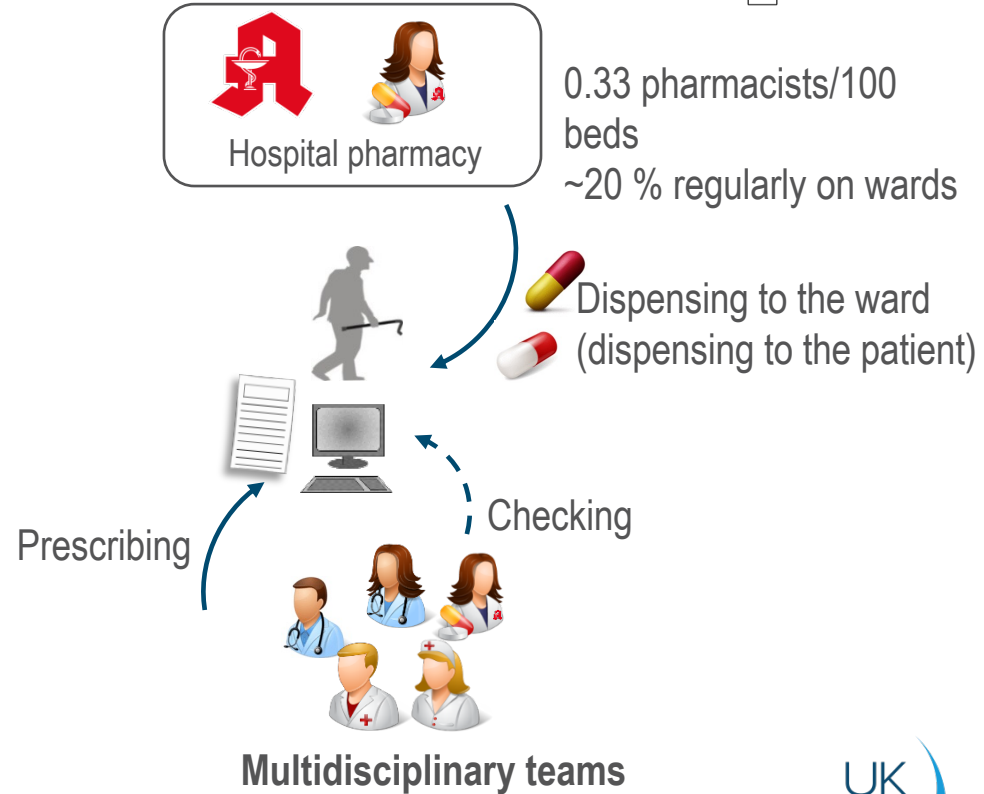 Hospital pharmacy
0.33 pharmacists/100
beds
~20 % regularly on wards
Dispensing to the ward
(dispensing to the patient)
Checking
Prescribing
Multidisciplinary teams
UK